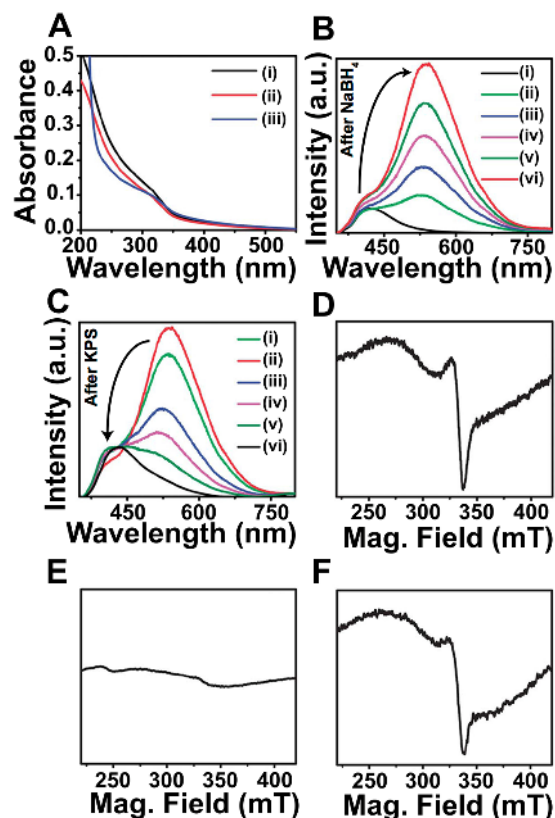 A
Absorbance
0.5
0.4
0.3
0.2
0.1
0.0
200 300 400 500
Wavelength (nm)
(i)
(ii)
(iii)
B
Intensity (a.u.)
After NaBH4
450 600 750
Wavelength (nm)
(i)
(ii)
(iii)
(iv)
(v)
(vi)
C
Intensity (a.u.)
After KPS
450 600 750
Wavelength (nm)
(i)
(ii)
(iii)
(iv)
(v)
(vi)
D
250 300 350 400
Mag. Field (mT)
E
250 300 350 400
Mag. Field (mT)
F
250 300 350 400
Mag. Field (mT)